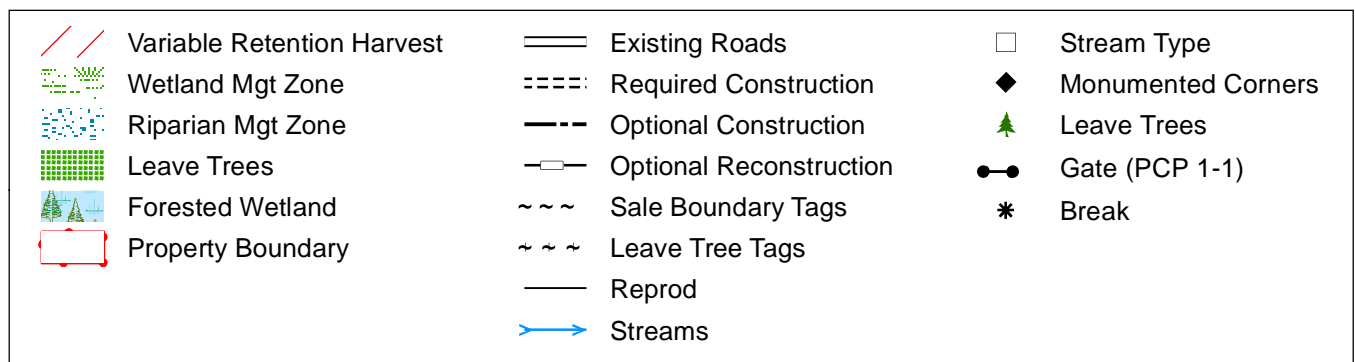 Variable Retention Harvest
Wetland Mgt Zone
Riparian Mgt Zone
Leave Trees
Forested Wetland
Property Boundary
Existing Roads
Required Construction
Optional Construction
Optional Reconstruction
Sale Boundary Tags
Leave Tree Tags
Reprod
Streams
Stream Type
Monumented Corners
Leave Trees
Gate (PCP 1-1)
Break